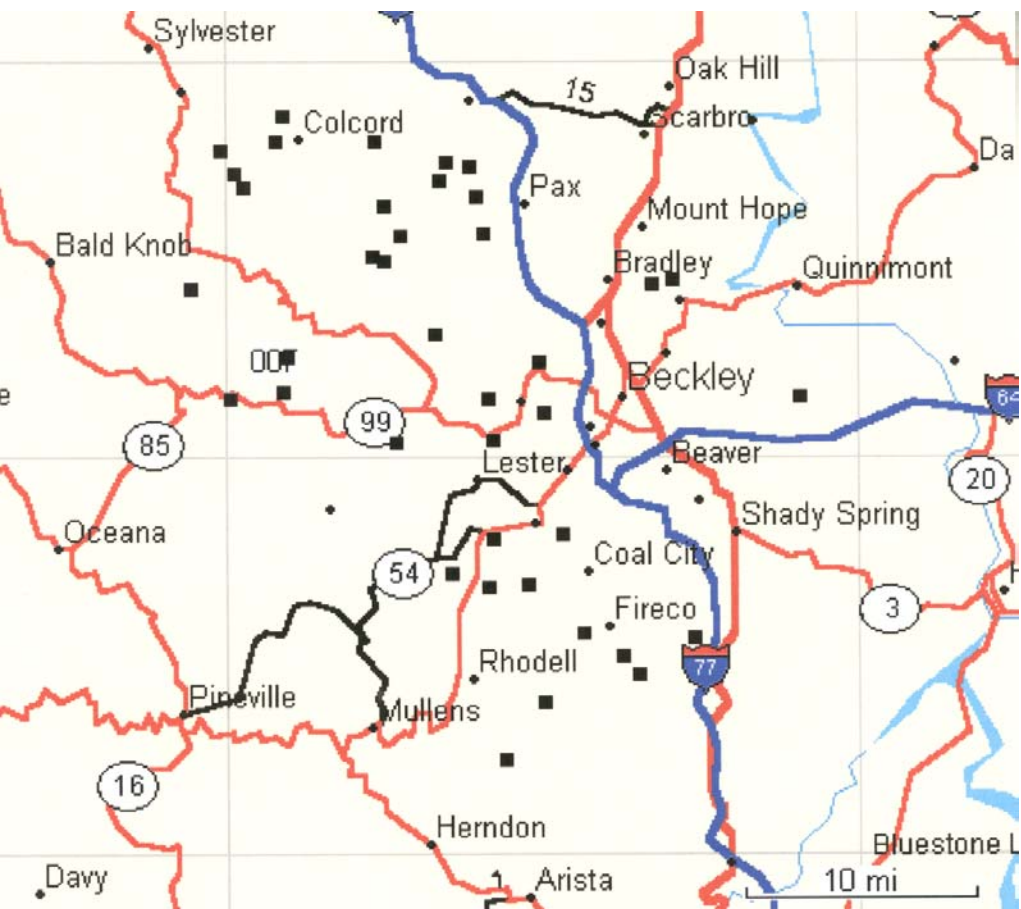 Sylvester
Oak Hill
15
Colcord
Scarbro
Da
Pax
Mount Hope
Bald Knob
Bradley
Quinnimont
Beckley
e
64
99
85
Lester
Beaver
20
Shady Spring
Oceana
Coal City
54
Fireco
3
H
Rhodell
77
Pineville
Mullens
16
Herndon
Bluestone L
Davy
Arista
10 mi